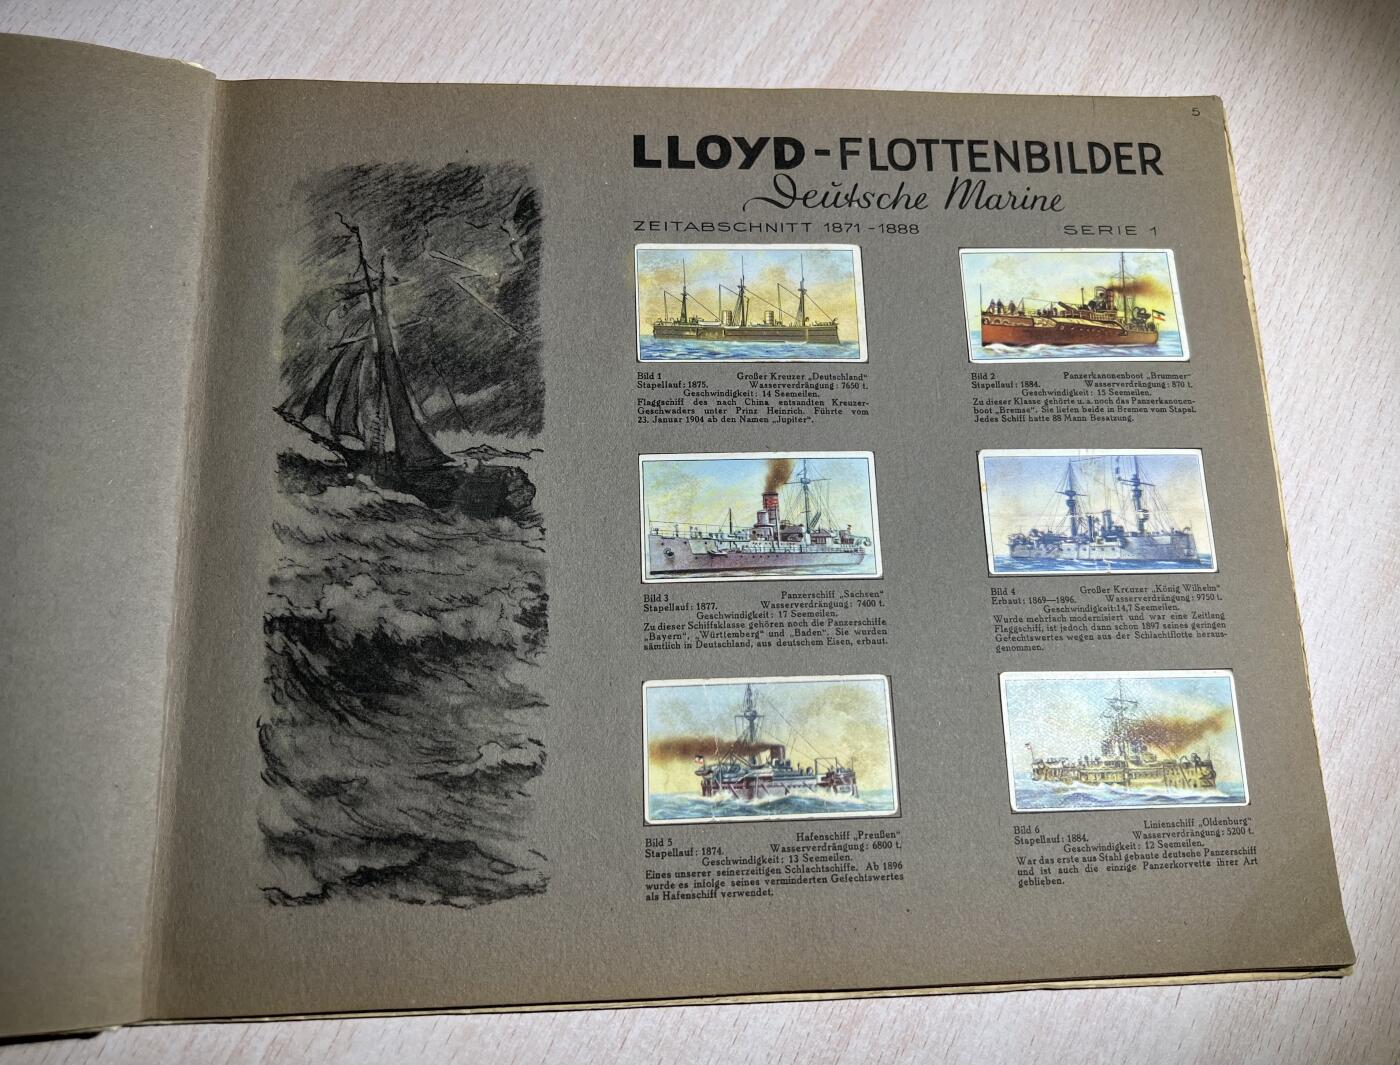 5
LLOYD-FLOTTENBILDER
Deutsche Marine
ZEITABSCHNITT 1871-1888 SERIE 1
Bild 1 Großer Kreuzer „Deutschland“
Stapellauf: 1875. Wasserverdrängung: 7650 t.
Geschwindigkeit: 14 Seemeilen.
Flaggschiff des nach China entsandten Kreuzer-
Geschwaders unter Prinz Heinrich. Führte vom
23. Januar 1904 ab den Namen „Jupiter“.
Bild 2 Panzerkanonenboot „Brummer“
Stapellauf: 1884. Wasserverdrängung: 870 t.
Geschwindigkeit: 15 Seemeilen.
Zu dieser Klasse gehörte u. a. noch das Panzerkanonen-
boot „Bremse“. Sie liefen beide in Bremen vom Stapel.
Jedes Schiff hatte 88 Mann Besatzung.
Bild 3 Panzerschiff „Sachsen“
Stapellauf: 1877. Wasserverdrängung: 7400 t.
Geschwindigkeit: 17 Seemeilen.
Zu dieser Schiffsklasse gehören noch die Panzerschiffe
„Bayern“, „Württemberg“ und „Baden“. Sie wurden
sämtlich in Deutschland, aus deutschem Eisen, erbaut.
Bild 4 Großer Kreuzer „König Wilhelm“
Erbaut: 1869—1896. Wasserverdrängung: 9750 t.
Geschwindigkeit: 14,7 Seemeilen.
Wurde mehrfach modernisiert und war eine Zeitlang
Flaggschiff, ist jedoch dann schon 1897 seines geringen
Gefechtswertes wegen aus der Schlachtflotte heraus-
genommen.
Bild 5 Hafenschiff „Preußen“
Stapellauf: 1874. Wasserverdrängung: 6800 t.
Geschwindigkeit: 13 Seemeilen.
Eines unserer seinerzeitigen Schlachtschiffe. Ab 1896
wurde es infolge seines verminderten Gefechtswertes
als Hafenschiff verwendet.
Bild 6 Linienschiff „Oldenburg“
Stapellauf: 1884. Wasserverdrängung: 5200 t.
Geschwindigkeit: 12 Seemeilen.
War das erste aus Stahl gebaute deutsche Panzerschiff
und ist auch die einzige Panzerkorvette ihrer Art
geblieben.